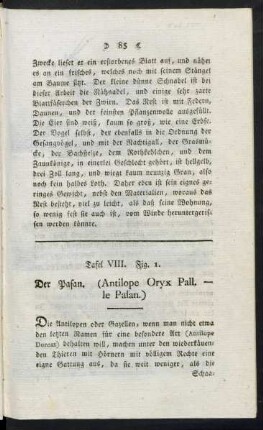 85
Zwecke lieset er ein erstorbenes Blatt auf, und nähet
es an ein frisches, welches noch mit seinem Stängel
am Baume sitzt. Der kleine dünne Schnabel ist bei
dieser Arbeit die Nähnadel, und einige sehr zarte
Blattfäserchen der Zwirn. Das Nest ist mit Federn,
Daunen, und der feinsten Pflanzenwolle ausgefüllt.
Die Eier sind weiß, kaum so groß, wie eine Erbse.
Der Vogel selbst, der ebenfalls in die Ordnung der
Gesangvögel, und mit der Nachtigall, der Grasmü-
cke, der Bachstelze, dem Rothkehlchen, und dem
Zaunkönige, in einerlei Geschlecht gehört, ist hellgelb,
drei Zoll lang, und wiegt kaum neunzig Gran, also
noch kein halbes Loth. Daher eben ist sein eignes ge-
ringes Gewicht, nebst den Materialien, woraus das
Nest besteht, viel zu leicht, als daß seine Wohnung,
so wenig fest sie auch ist, vom Winde heruntergeris-
sen werden könnte.
Tafel VIII. Fig. 1.
Der Pasan. (Antilope Oryx Pall. —
le Pasan.)
Die Antilopen oder Gazellen, wenn man nicht etwa
den letzten Namen für eine besondere Art (Antilope
Dorcas) behalten will, machen unter den wiederkäuen-
den Thieren mit Hörnern mit völligem Rechte eine
eigne Gattung aus, da sie weit weniger, als die
Schaa-